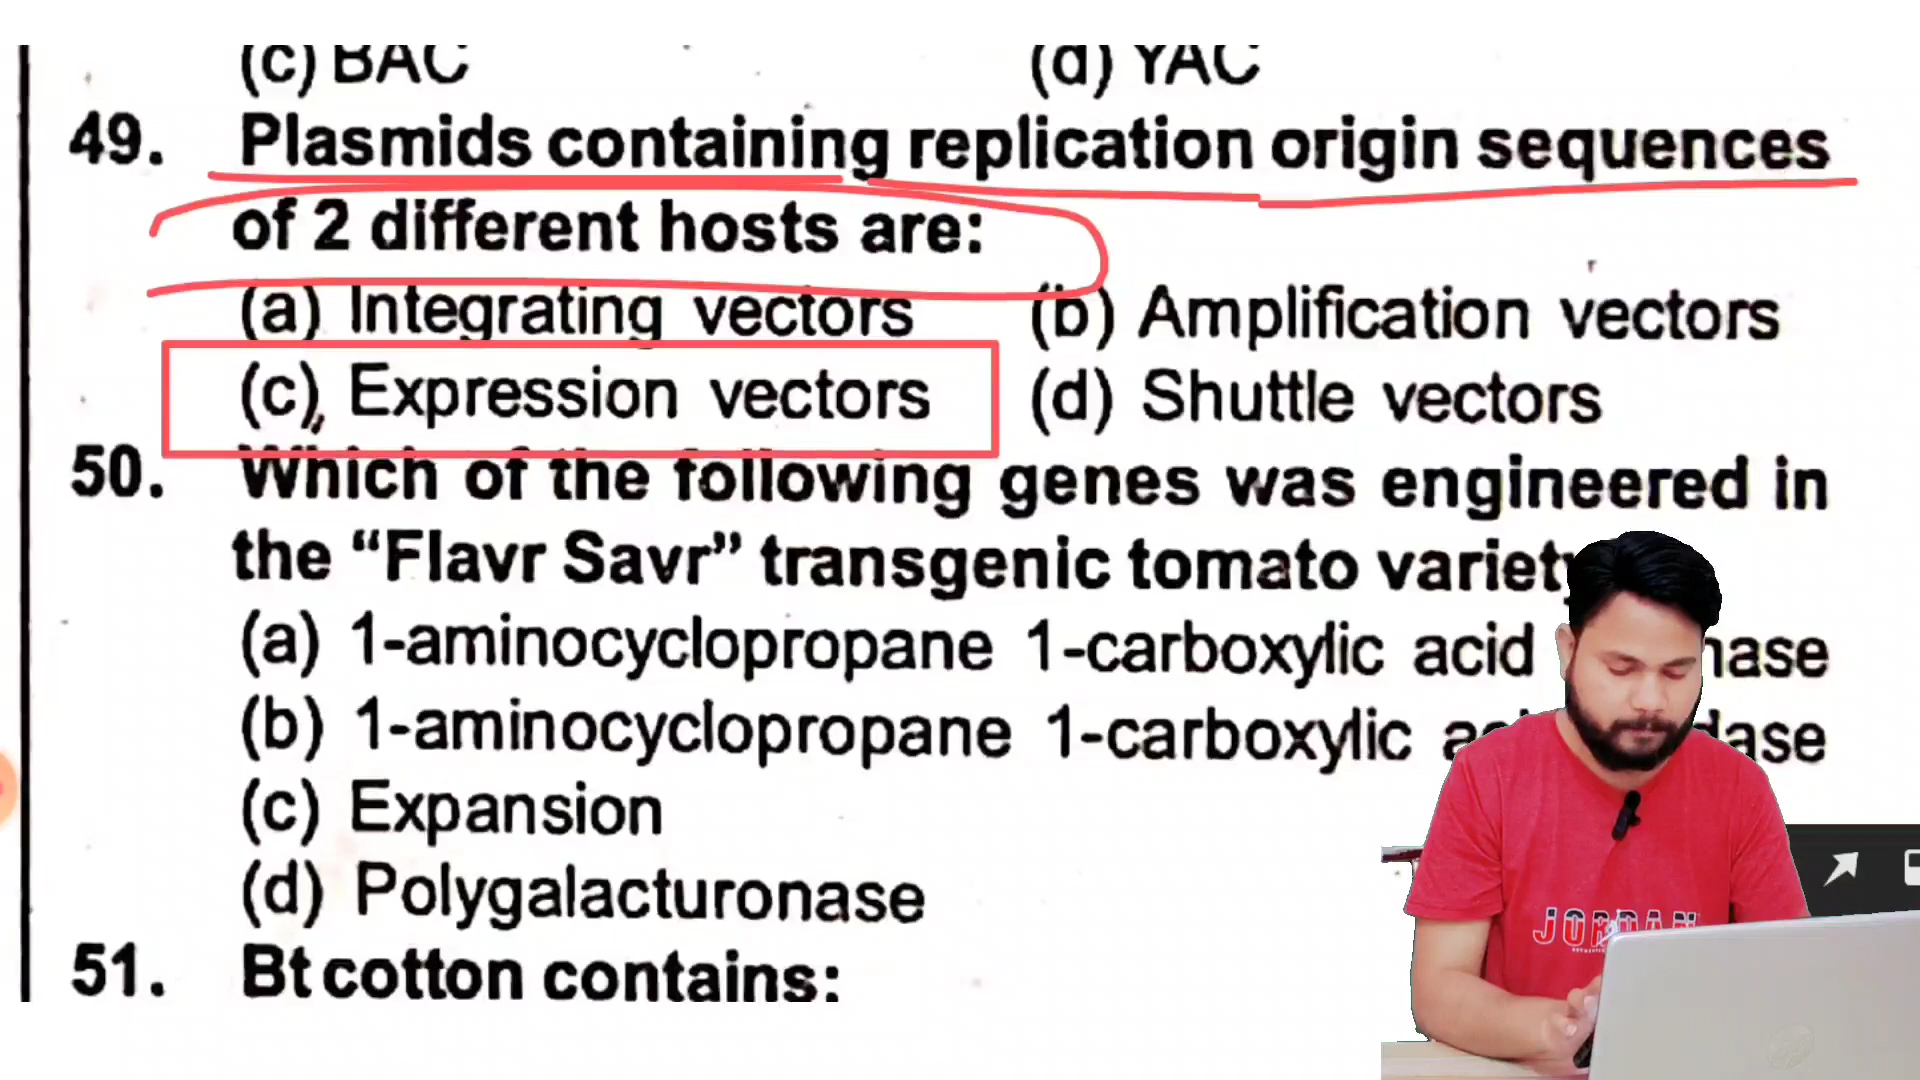 (c) BAC (d) YAC
49. Plasmids containing replication origin sequences
of 2 different hosts are:
(a) Integrating vectors (b) Amplification vectors
(c) Expression vectors (d) Shuttle vectors
50. Which of the following genes was engineered in
the “Flavr Savr” transgenic tomato variety
(a) 1-aminocyclopropane 1-carboxylic acid
(b) 1-aminocyclopropane 1-carboxylic
(c) Expansion
(d) Polygalacturonase
51. Bt cotton contains:
JORDAN